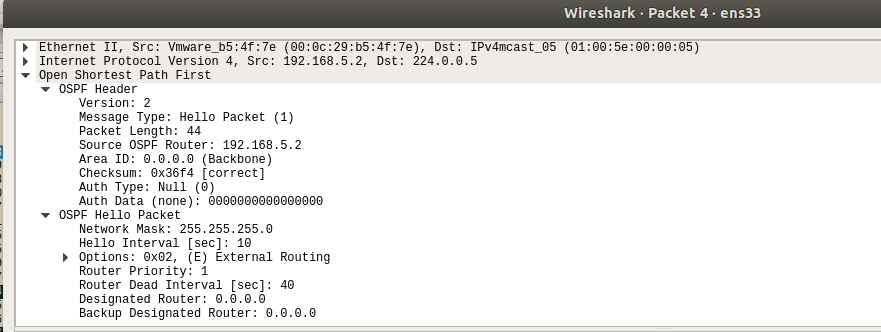 Wireshark · Packet 4 · ens33
Ethernet II, Src: Vmware_b5:4f:7e (00:0c:29:b5:4f:7e), Dst: IPv4mcast_05 (01:00:5e:00:00:05)
Internet Protocol Version 4, Src: 192.168.5.2, Dst: 224.0.0.5
Open Shortest Path First
OSPF Header
Version: 2
Message Type: Hello Packet (1)
Packet Length: 44
Source OSPF Router: 192.168.5.2
Area ID: 0.0.0.0 (Backbone)
Checksum: 0x36f4 [correct]
Auth Type: Null (0)
Auth Data (none): 0000000000000000
OSPF Hello Packet
Network Mask: 255.255.255.0
Hello Interval [sec]: 10
Options: 0x02, (E) External Routing
Router Priority: 1
Router Dead Interval [sec]: 40
Designated Router: 0.0.0.0
Backup Designated Router: 0.0.0.0